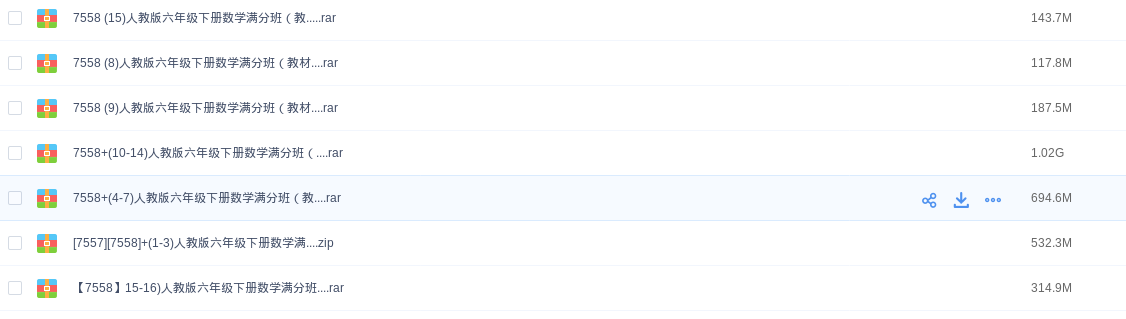 7558 (15)人教版六年级下册数学满分班（教.....rar 143.7M
7558 (8)人教版六年级下册数学满分班（教材....rar 117.8M
7558 (9)人教版六年级下册数学满分班（教材....rar 187.5M
7558+(10-14)人教版六年级下册数学满分班（....rar 1.02G
7558+(4-7)人教版六年级下册数学满分班（教....rar 694.6M
[7557][7558]+(1-3)人教版六年级下册数学满....zip 532.3M
【7558】15-16)人教版六年级下册数学满分班....rar 314.9M